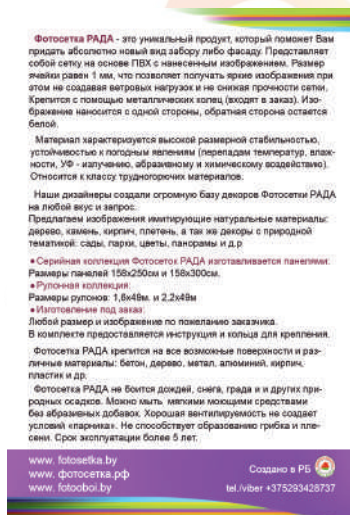 Фотосетка РАДА - это уникальный продукт, который поможет Вам
придать абсолютно новый вид забору либо фасаду. Представляет
собой сетку на основе ПВХ с нанесенным изображением. Размер
ячейки равен 1 мм, что позволяет получать яркие изображения при
этом не создавая ветровых нагрузок и не снижая прочности сетки.
Крепится с помощью металлических колец (входят в заказ). Изо-
бражение наносится с одной стороны, обратная сторона остается
белой.
Материал характеризуется высокой размерной стабильностью,
устойчивостью к погодным явлениям (перепадам температур, влаж-
ности, УФ - излучению, абразивному и химическому воздействию).
Относится к классу трудногорючих материалов.
Наши дизайнеры создали огромную базу декоров Фотосетки РАДА
на любой вкус и запрос.
Предлагаем изображения имитирующие натуральные материалы:
дерево, камень, кирпич, плетень, а так же декоры с природной
тематикой: сады, парки, цветы, панорамы и д.р
• Серийная коллекция Фотосеток РАДА изготавливается панелями:
Размеры панелей 158х250см и 158х300см.
• Рулонная коллекция:
Размеры рулонов: 1,6х49м. и 2,2х49м
• Изготовление под заказ:
Любой размер и изображение по пожеланию заказчика.
В комплекте предоставляется инструкция и кольца для крепления.
Фотосетка РАДА крепится на все возможные поверхности и раз-
личные материалы: бетон, дерево, метал, алюминий, кирпич,
пластик и др.
Фотосетка РАДА не боится дождей, снега, града и и других при-
родных осадков. Можно мыть мягкими моющими средствами
без абразивных добавок. Хорошая вентилируемость не создает
условий «парника». Не способствует образованию грибка и пле-
сени. Срок эксплуатации более 5 лет.
www. fotosetka.by
www. фотосетка.рф
www. fotooboi.by
Создано в РБ
tel./viber +375293428737